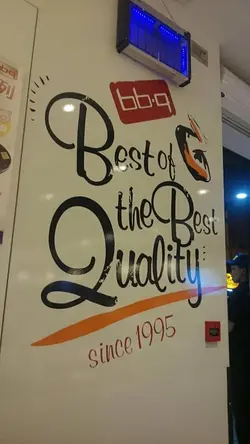 bb.q
Best of
the Best
Quality
since 1995